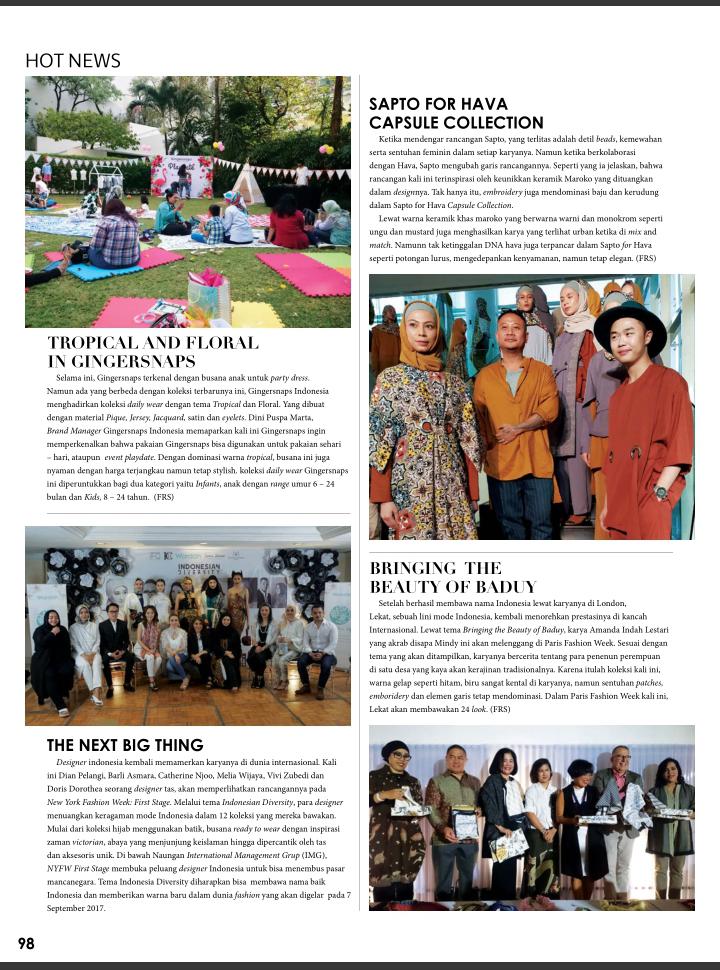 HOT NEWS
TROPICAL AND FLORAL
IN GINGERSNAPS
Selama ini, Gingersnaps terkenal dengan busana anak untuk party dress.
Namun ada yang berbeda dengan koleksi terbarunya ini, Gingersnaps Indonesia
menghadirkan koleksi daily wear dengan tema Tropical dan Floral. Yang dibuat
dengan material Pique, Jersey, Jacquard, satin dan eyelets. Dini Puspa Marta,
Brand Manager Gingersnaps Indonesia memaparkan kali ini Gingersnaps ingin
memperkenalkan bahwa pakaian Gingersnaps bisa digunakan untuk pakaian sehari
– hari, ataupun event playdate. Dengan dominasi warna tropical, busana ini juga
nyaman dengan harga terjangkau namun tetap stylish. koleksi daily wear Gingersnaps
ini diperuntukkan bagi dua kategori yaitu Infants, anak dengan range umur 6 – 24
bulan dan Kids, 8 – 24 tahun. (FRS)
INDONESIAN
DIVERSITY
THE NEXT BIG THING
Designer indonesia kembali memamerkan karyanya di dunia internasional. Kali
ini Dian Pelangi, Barli Asmara, Catherine Njoo, Melia Wijaya, Vivi Zubedi dan
Doris Dorothea seorang designer tas, akan memperlihatkan rancangannya pada
New York Fashion Week: First Stage. Melalui tema Indonesian Diversity, para designer
menuangkan keragaman mode Indonesia dalam 12 koleksi yang mereka bawakan.
Mulai dari koleksi hijab menggunakan batik, busana ready to wear dengan inspirasi
zaman victorian, abaya yang menjunjung keislaman hingga dipercantik oleh tas
dan aksesoris unik. Di bawah Naungan International Management Grup (IMG),
NYFW First Stage membuka peluang designer Indonesia untuk bisa menembus pasar
mancanegara. Tema Indonesia Diversity diharapkan bisa membawa nama baik
Indonesia dan memberikan warna baru dalam dunia fashion yang akan digelar pada 7
September 2017.
SAPTO FOR HAVA
CAPSULE COLLECTION
Ketika mendengar rancangan Sapto, yang terlitas adalah detil beads, kemewahan
serta sentuhan feminin dalam setiap karyanya. Namun ketika berkolaborasi
dengan Hava, Sapto mengubah garis rancangannya. Seperti yang ia jelaskan, bahwa
rancangan kali ini terinspirasi oleh keunikkan keramik Maroko yang dituangkan
dalam designnya. Tak hanya itu, embroidery juga mendominasi baju dan kerudung
dalam Sapto for Hava Capsule Collection.
Lewat warna keramik khas maroko yang berwarna warni dan monokrom seperti
ungu dan mustard juga menghasilkan karya yang terlihat urban ketika di mix and
match. Namunn tak ketinggalan DNA hava juga terpancar dalam Sapto for Hava
seperti potongan lurus, mengedepankan kenyamanan, namun tetap elegan. (FRS)
BRINGING THE
BEAUTY OF BADUY
Setelah berhasil membawa nama Indonesia lewat karyanya di London,
Lekat, sebuah lini mode Indonesia, kembali menorehkan prestasinya di kancah
Internasional. Lewat tema Bringing the Beauty of Baduy, karya Amanda Indah Lestari
yang akrab disapa Mindy ini akan melenggang di Paris Fashion Week. Sesuai dengan
tema yang akan ditampilkan, karyanya bercerita tentang para penenun perempuan
di satu desa yang kaya akan kerajinan tradisionalnya. Karena itulah koleksi kali ini,
warna gelap seperti hitam, biru sangat kental di karyanya, namun sentuhan patches,
emboridery dan elemen garis tetap mendominasi. Dalam Paris Fashion Week kali ini,
Lekat akan membawakan 24 look. (FRS)
98